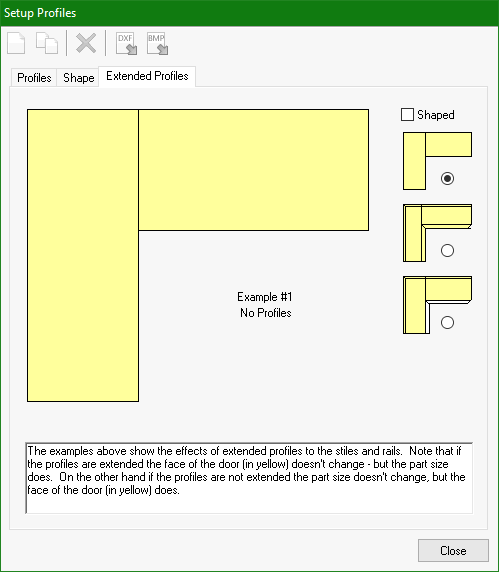 Setup Profiles
DXF BMP
Profiles Shape Extended Profiles
Shaped
Example #1
No Profiles
The examples above show the effects of extended profiles to the stiles and rails. Note that if
the profiles are extended the face of the door (in yellow) doesn't change - but the part size
does. On the other hand if the profiles are not extended the part size doesn't change, but the
face of the door (in yellow) does.
Close